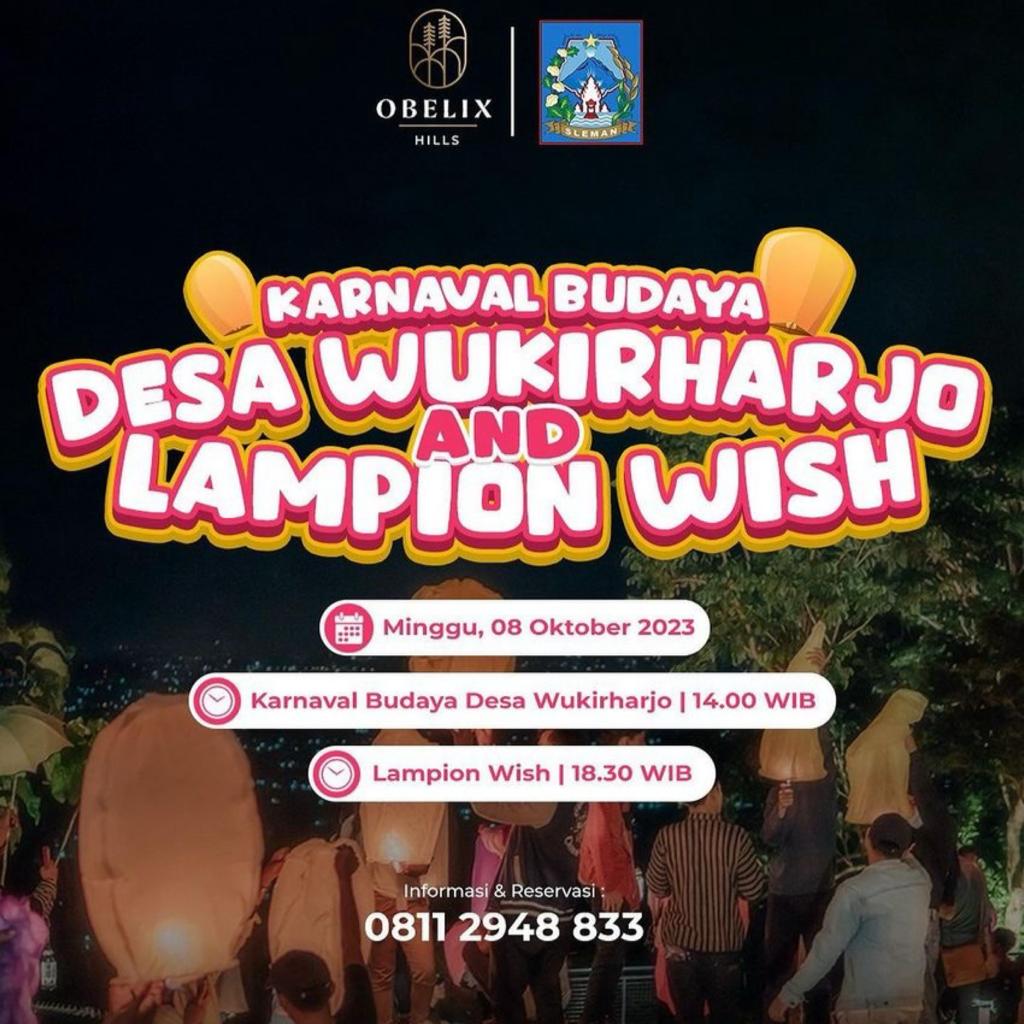 OBELIX
HILLS
SLEMAN
KARNAVAL BUDAYA
DESA WUKIRHARJO
AND
LAMPION WISH
Minggu, 08 Oktober 2023
Karnaval Budaya Desa Wukirharjo | 14.00 WIB
Lampion Wish | 18.30 WIB
Informasi & Reservasi :
0811 2948 833